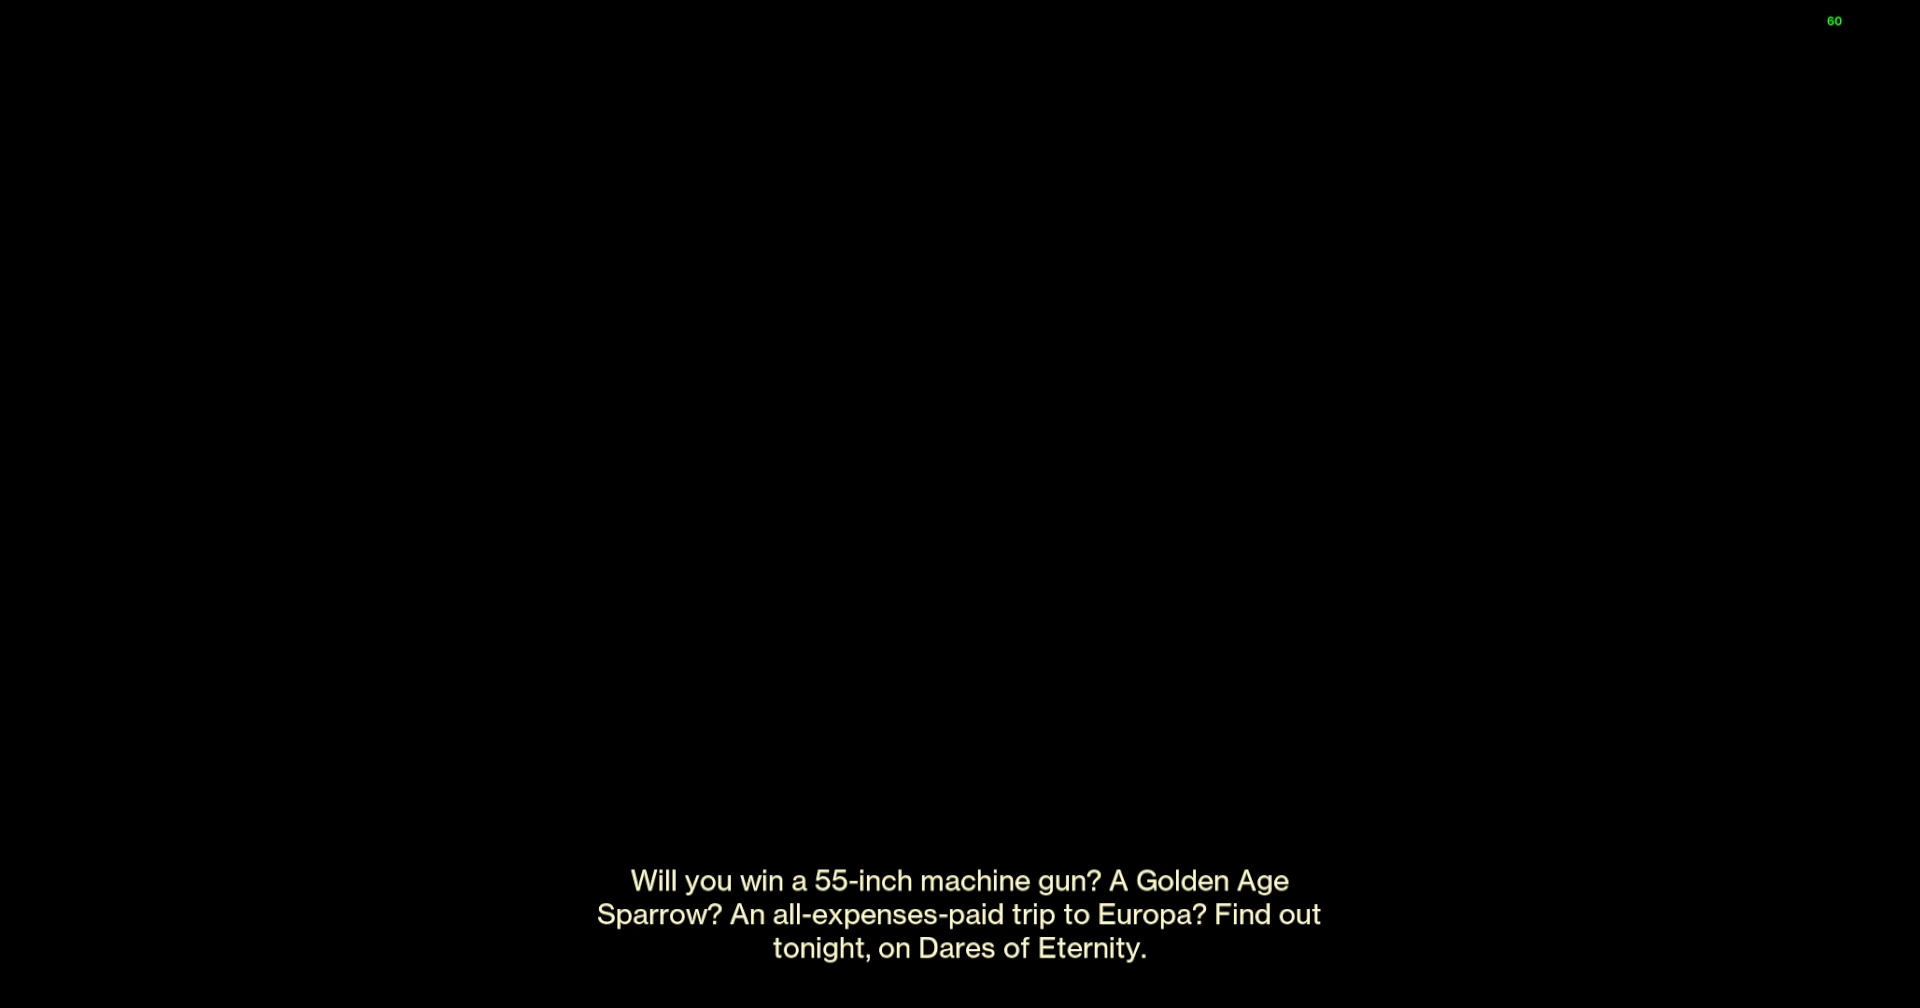 60
Will you win a 55-inch machine gun? A Golden Age
Sparrow? An all-expenses-paid trip to Europa? Find out
tonight, on Dares of Eternity.